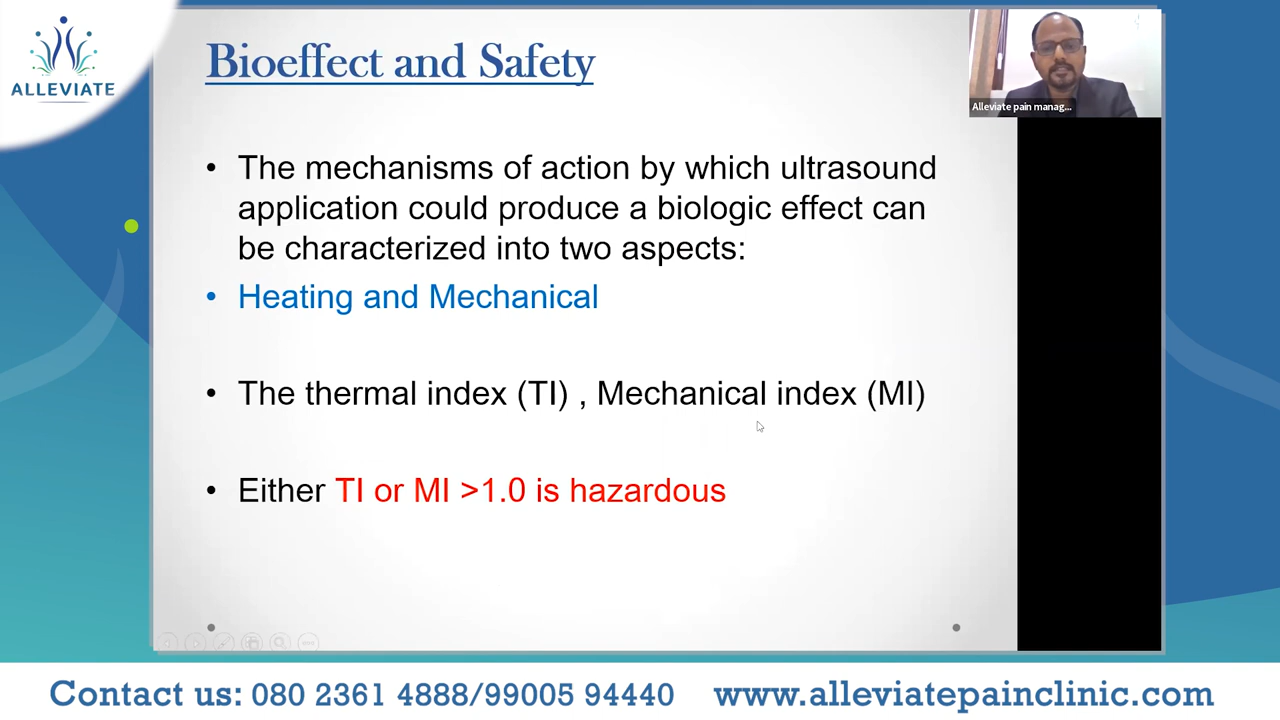 ALLEVIATE
Bioeffect and Safety
Alleviate pain manag...
• The mechanisms of action by which ultrasound
application could produce a biologic effect can
be characterized into two aspects:
• Heating and Mechanical
• The thermal index (TI) , Mechanical index (MI)
• Either TI or MI >1.0 is hazardous
Contact us: 080 2361 4888/99005 94440 www.alleviatepainclinic.com